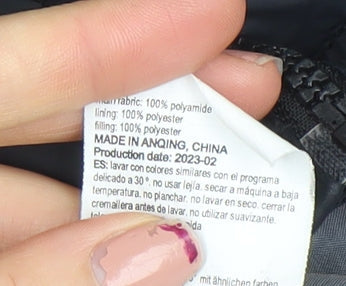 fabric: 100% polyamide
lining: 100% polyester
filling: 100% polyester
MADE IN ANQING, CHINA
Production date: 2023-02
ES: lavar con colores similares con el programa
delicado a 30°. no usar lejía. secar a máquina a baja
temperatura. no planchar. no lavar en seco. cerrar la
cremallera antes de lavar. no utilizar suavizante.
mit ähnlichen farben